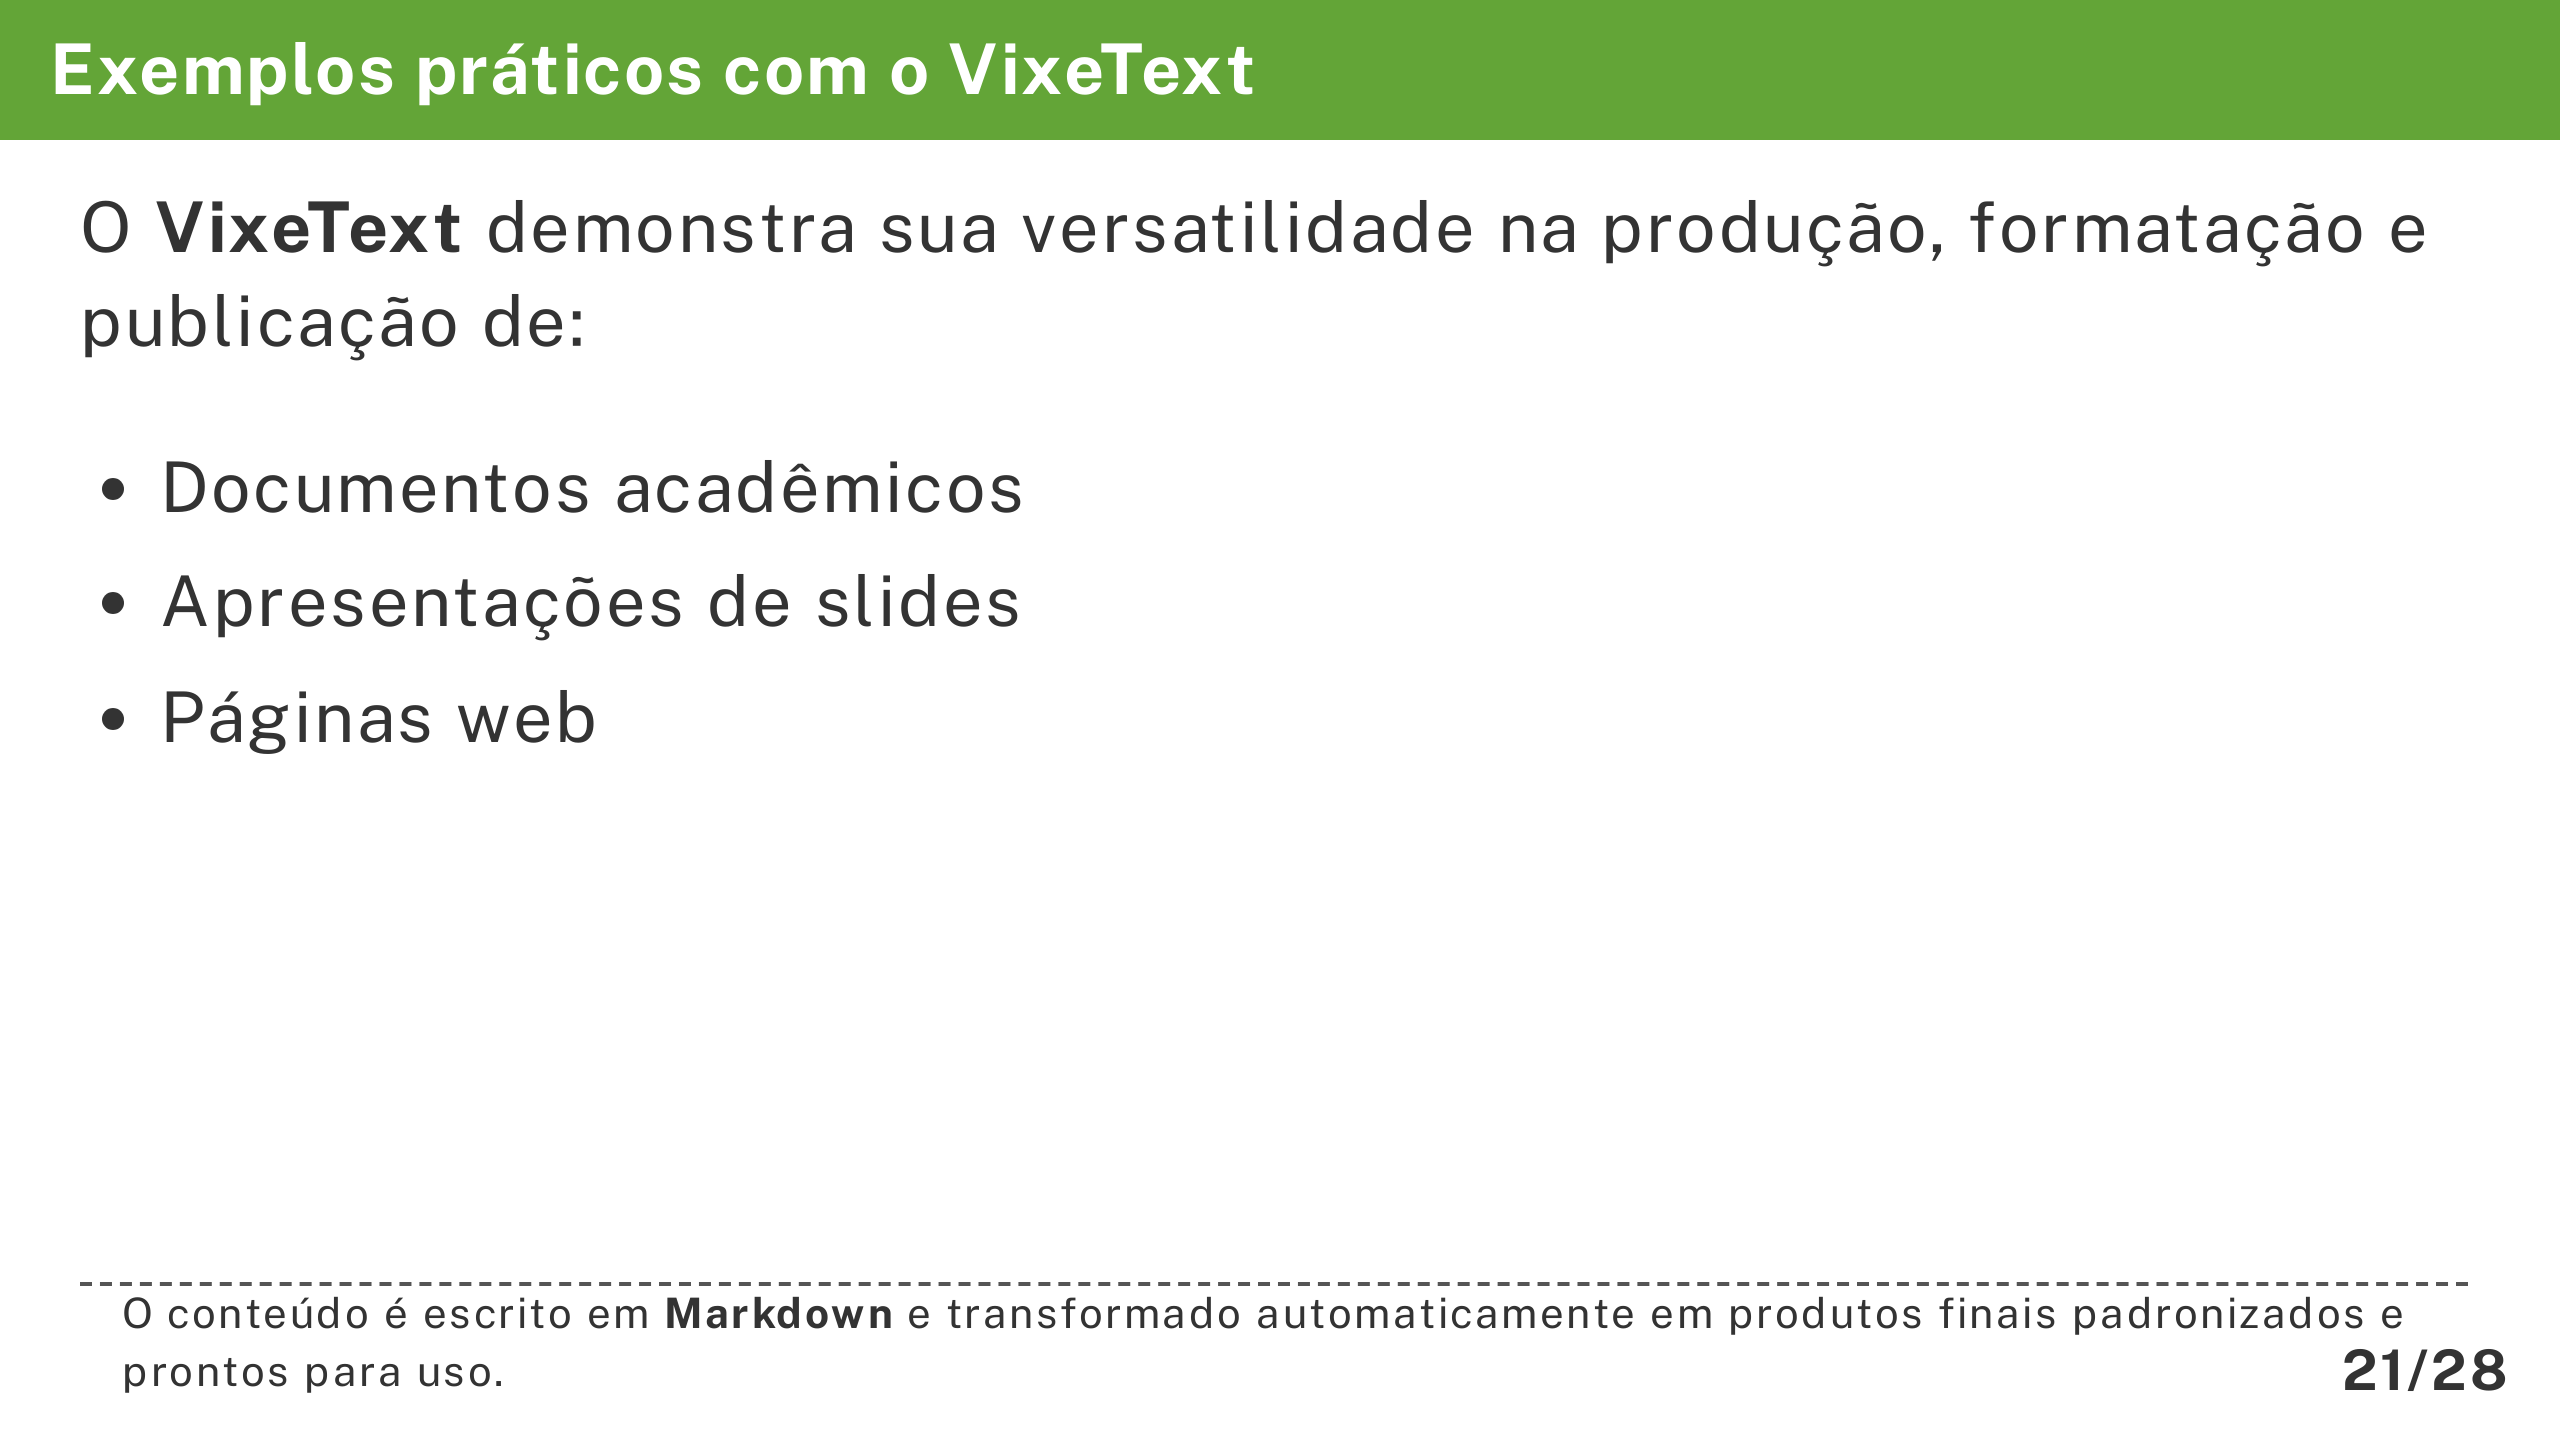 Exemplos práticos com o VixeText
O VixeText demonstra sua versatilidade na produção, formatação e
publicação de:
• Documentos acadêmicos
• Apresentações de slides
• Páginas web
O conteúdo é escrito em Markdown e transformado automaticamente em produtos finais padronizados e
prontos para uso.
21/28